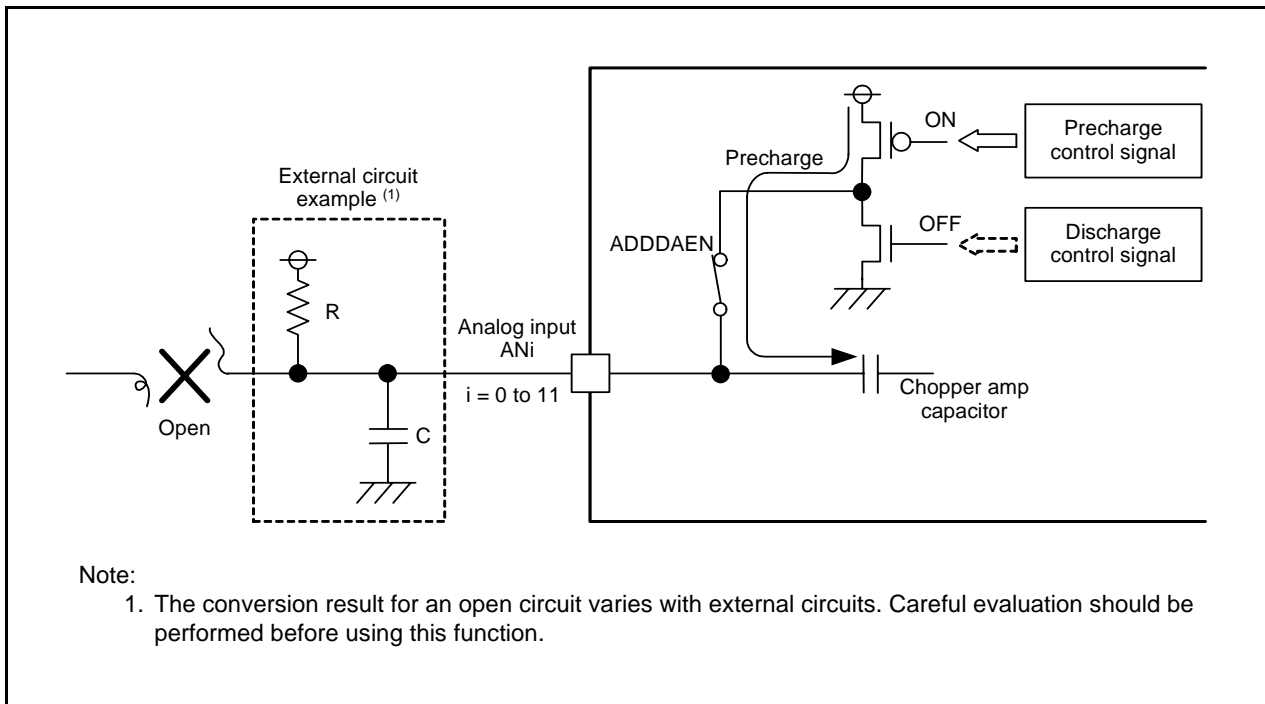 ON
Precharge
control signal
Precharge
External circuit
example (1)
OFF
Discharge
control signal
ADDDAEN
R
Analog input
ANi
i = 0 to 11
Chopper amp
capacitor
Open
C
Note:
1. The conversion result for an open circuit varies with external circuits. Careful evaluation should be
performed before using this function.